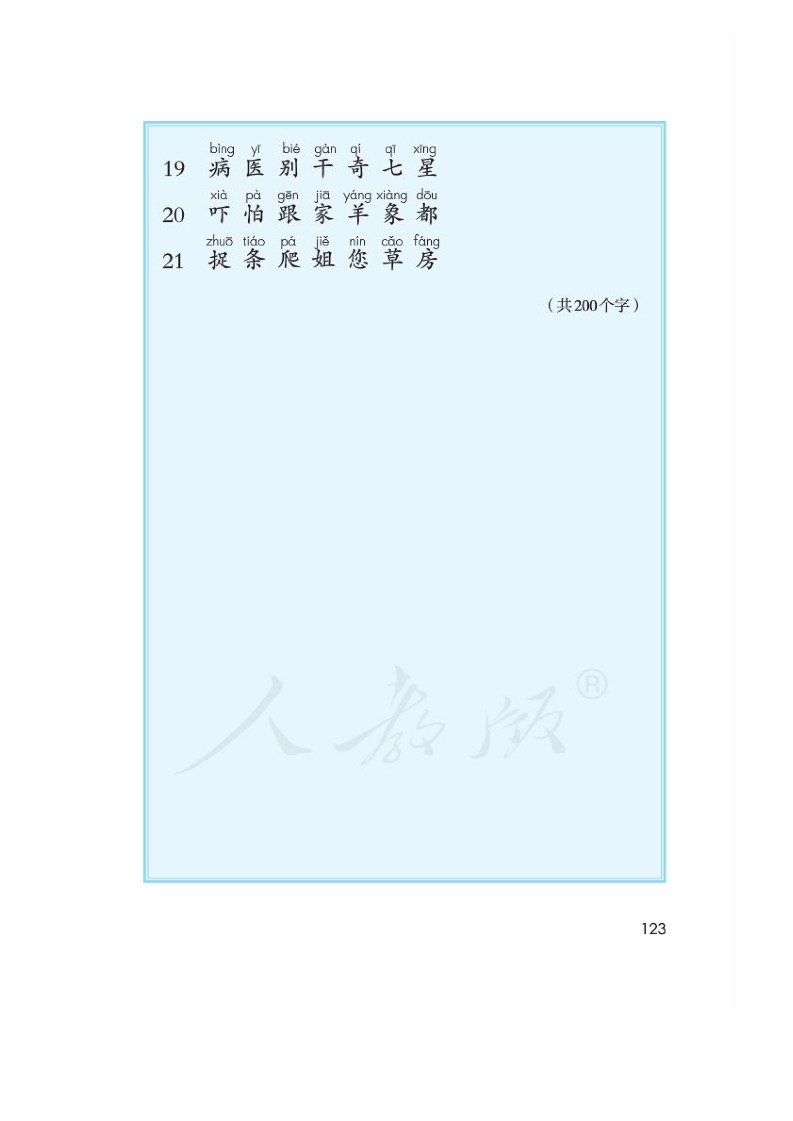 bìng yī bié gàn qí qī xīng
19 病 医 别 干 奇 七 星
xià pà gēn jiā yáng xiàng dōu
20 吓 怕 跟 家 羊 象 都
zhuō tiáo pá jiě nín cǎo fáng
21 捉 条 爬 姐 您 草 房
（共200个字）
人教版®
123